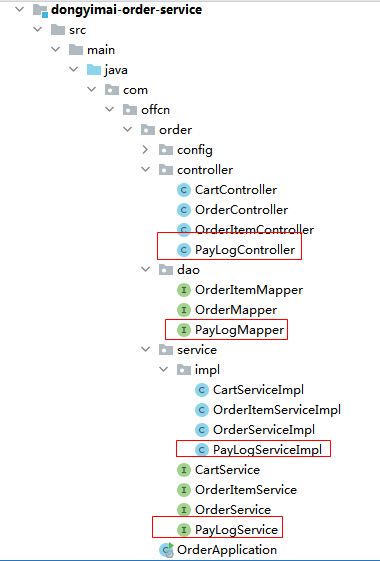 dongyimai-order-service
src
main
java
com
offcn
order
config
controller
CartController
OrderController
OrderItemController
PayLogController
dao
OrderItemMapper
OrderMapper
PayLogMapper
service
impl
CartServiceImpl
OrderItemServiceImpl
OrderServiceImpl
PayLogServiceImpl
CartService
OrderItemService
OrderService
PayLogService
OrderApplication